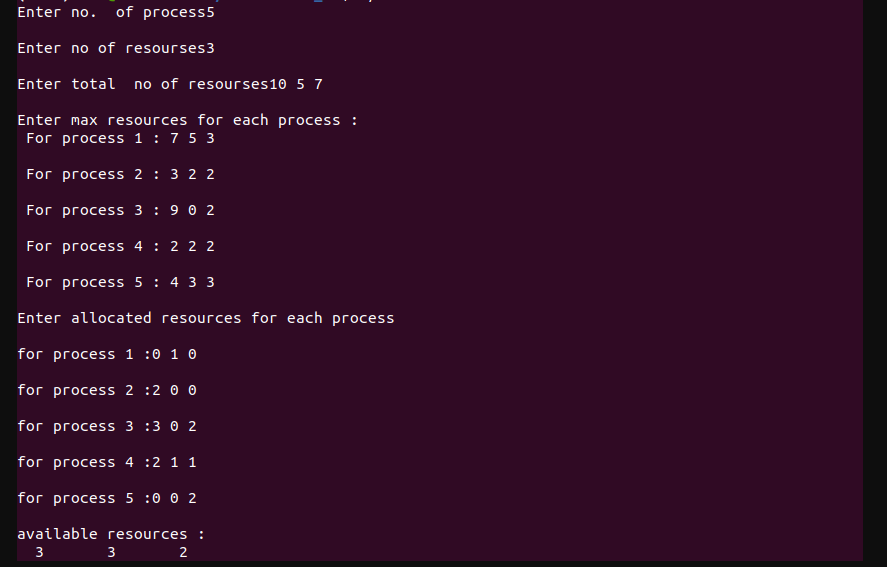 Enter no.  of process5
Enter no of resourses3
Enter total  no of resourses10 5 7
Enter max resources for each process :
For process 1 : 7 5 3
For process 2 : 3 2 2
For process 3 : 9 0 2
For process 4 : 2 2 2
For process 5 : 4 3 3
Enter allocated resources for each process
for process 1 :0 1 0
for process 2 :2 0 0
for process 3 :3 0 2
for process 4 :2 1 1
for process 5 :0 0 2
available resources :
3       3       2